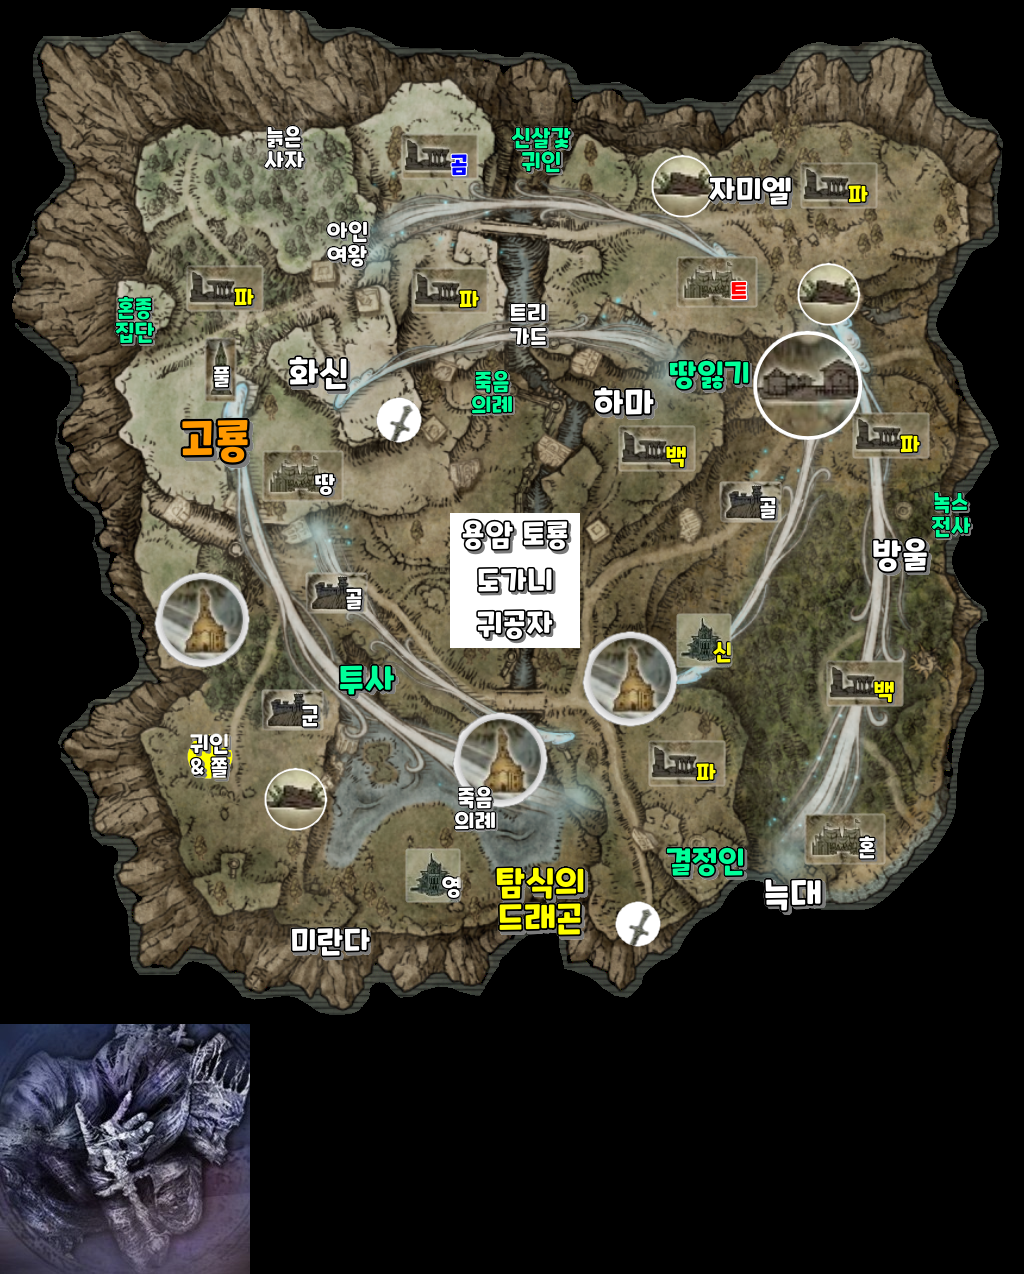 늙은
사자
곰
신살갗
귀인
자미엘
파
아인
여왕
파
파
트
혼종
집단
트리
가드
풀
화신
죽음
의례
하마
땅잃기
고룡
땅
백
파
골
녹스
전사
용암 토룡
도가니
귀공자
방울
골
투사
신
백
군
귀인
& 쫄
파
죽음
의례
영
탐식의
드래곤
결정인
혼
늑대
미란다